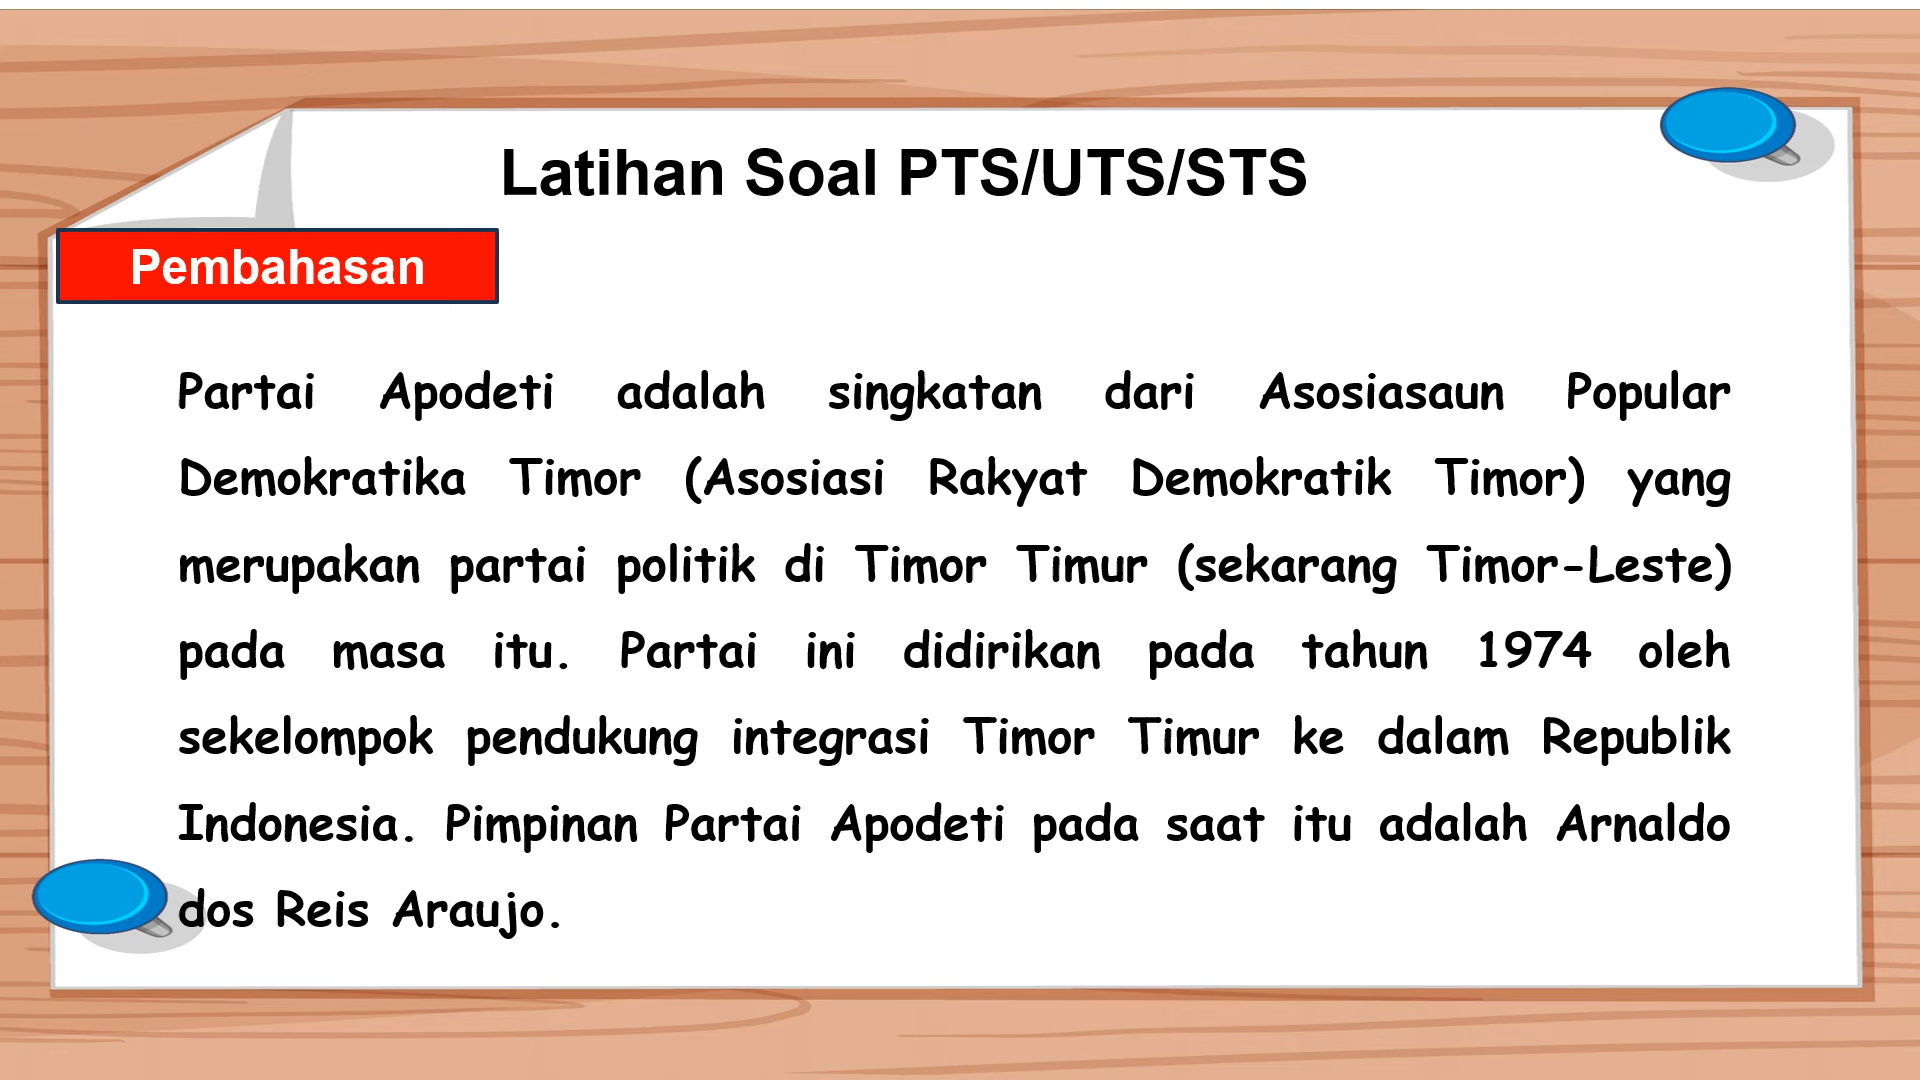 Latihan Soal PTS/UTS/STS
Pembahasan
Partai Apodeti adalah singkatan dari Asosiasaun Popular
Demokratika Timor (Asosiasi Rakyat Demokratik Timor) yang
merupakan partai politik di Timor Timur (sekarang Timor-Leste)
pada masa itu. Partai ini didirikan pada tahun 1974 oleh
sekelompok pendukung integrasi Timor Timur ke dalam Republik
Indonesia. Pimpinan Partai Apodeti pada saat itu adalah Arnaldo
dos Reis Araujo.